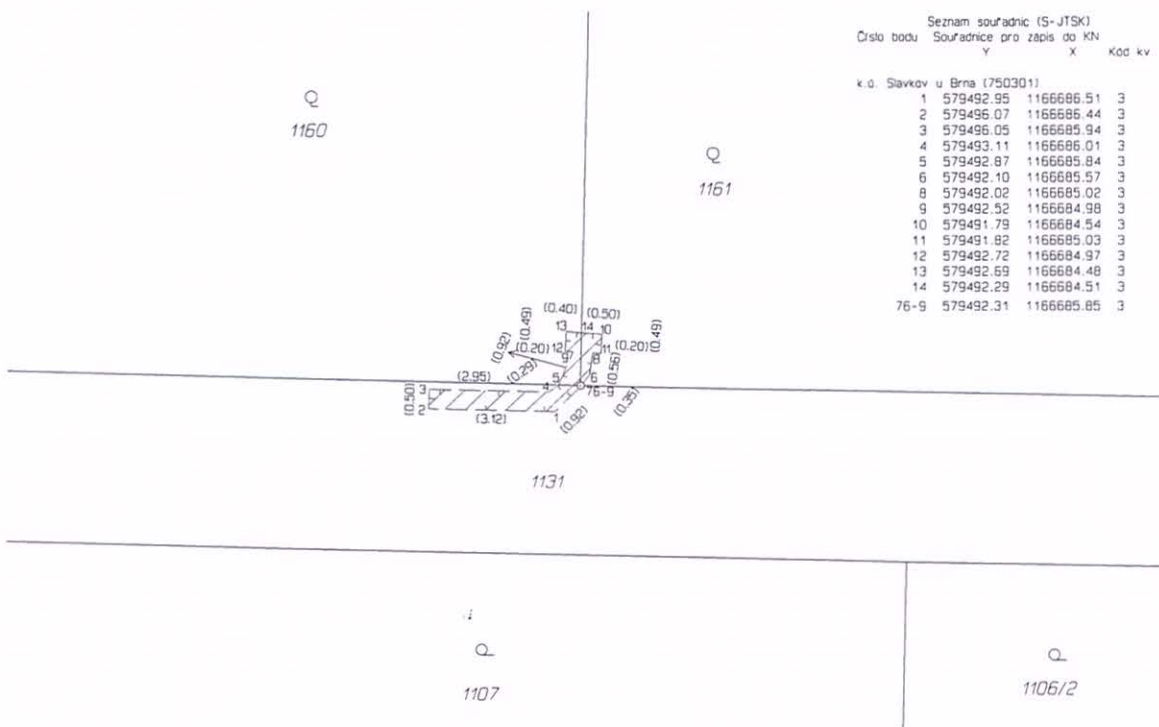 Seznam souřadnic (S-JTSK)
Číslo bodu Souřadnice pro zápis do KN
Y X Kód kv
k.ú. Slavkov u Brna (750301)
1 579492.95 1166686.51 3
2 579496.07 1166686.44 3
3 579496.05 1166685.94 3
4 579493.11 1166686.01 3
5 579492.87 1166685.84 3
6 579492.10 1166685.57 3
8 579492.02 1166685.02 3
9 579492.52 1166684.98 3
10 579491.79 1166684.54 3
11 579491.82 1166685.03 3
12 579492.72 1166684.97 3
13 579492.69 1166684.48 3
14 579492.29 1166684.51 3
76-9 579492.31 1166685.85 3
1160
1161
(0.40) (0.50)
13 14 10
(0.49) (0.49)
12 11
(0.92) (0.20) 9 8 (0.20)
(0.29) 5 6 (0.56)
(2.95) 4 76-9 (0.35)
(0.50) 3
2 (3.12) 1 (0.92)
1131
1107
1106/2